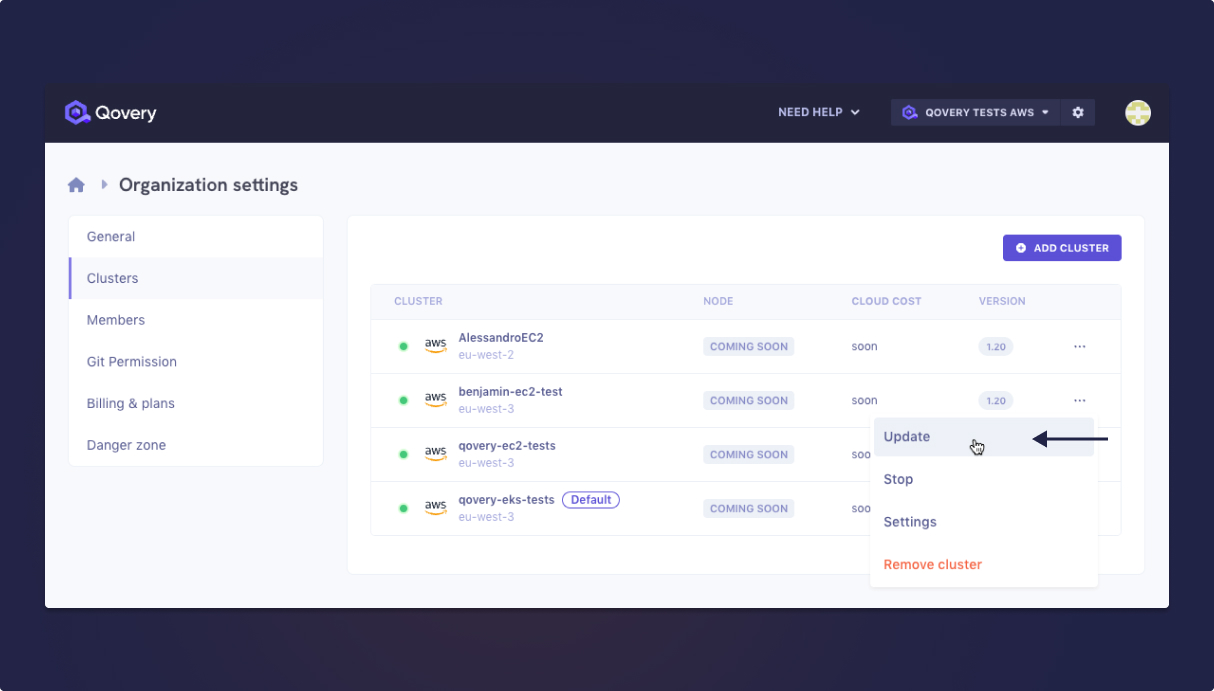 Qovery
NEED HELP
QOVERY TESTS AWS
Organization settings
General
Clusters
Members
Git Permission
Billing & plans
Danger zone
ADD CLUSTER
CLUSTER NODE CLOUD COST VERSION
aws AlessandroEC2 COMING SOON soon 1.20 ...
eu-west-2
aws benjamin-ec2-test COMING SOON soon 1.20 ...
eu-west-3
aws qovery-ec2-tests COMING SOON soo
eu-west-3
aws qovery-eks-tests Default COMING SOON soo
eu-west-3
Update
Stop
Settings
Remove cluster